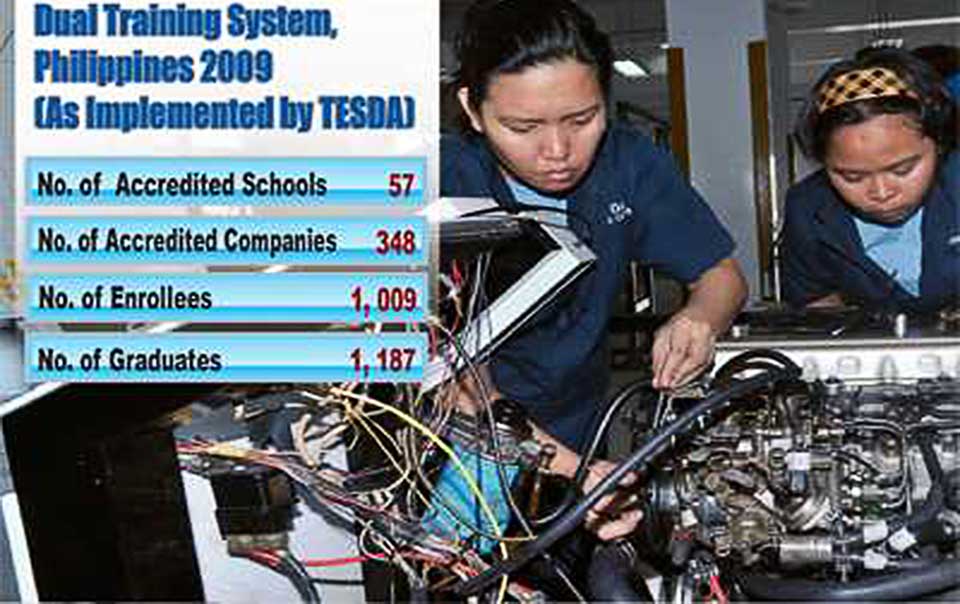 Dual Training System,
Philippines 2009
(As Implemented by TESDA)
No. of Accredited Schools 57
No. of Accredited Companies 348
No. of Enrollees 1, 009
No. of Graduates 1, 187